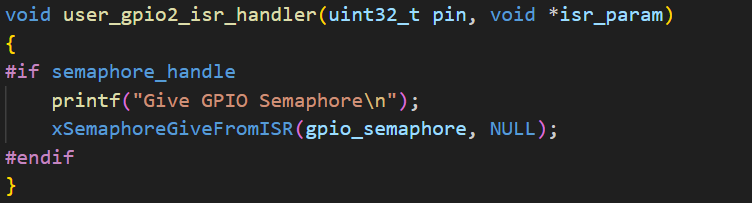 void user_gpio2_isr_handler(uint32_t pin, void *isr_param)
{
#if semaphore_handle
    printf("Give GPIO Semaphore\n");
    xSemaphoreGiveFromISR(gpio_semaphore, NULL);
#endif
}